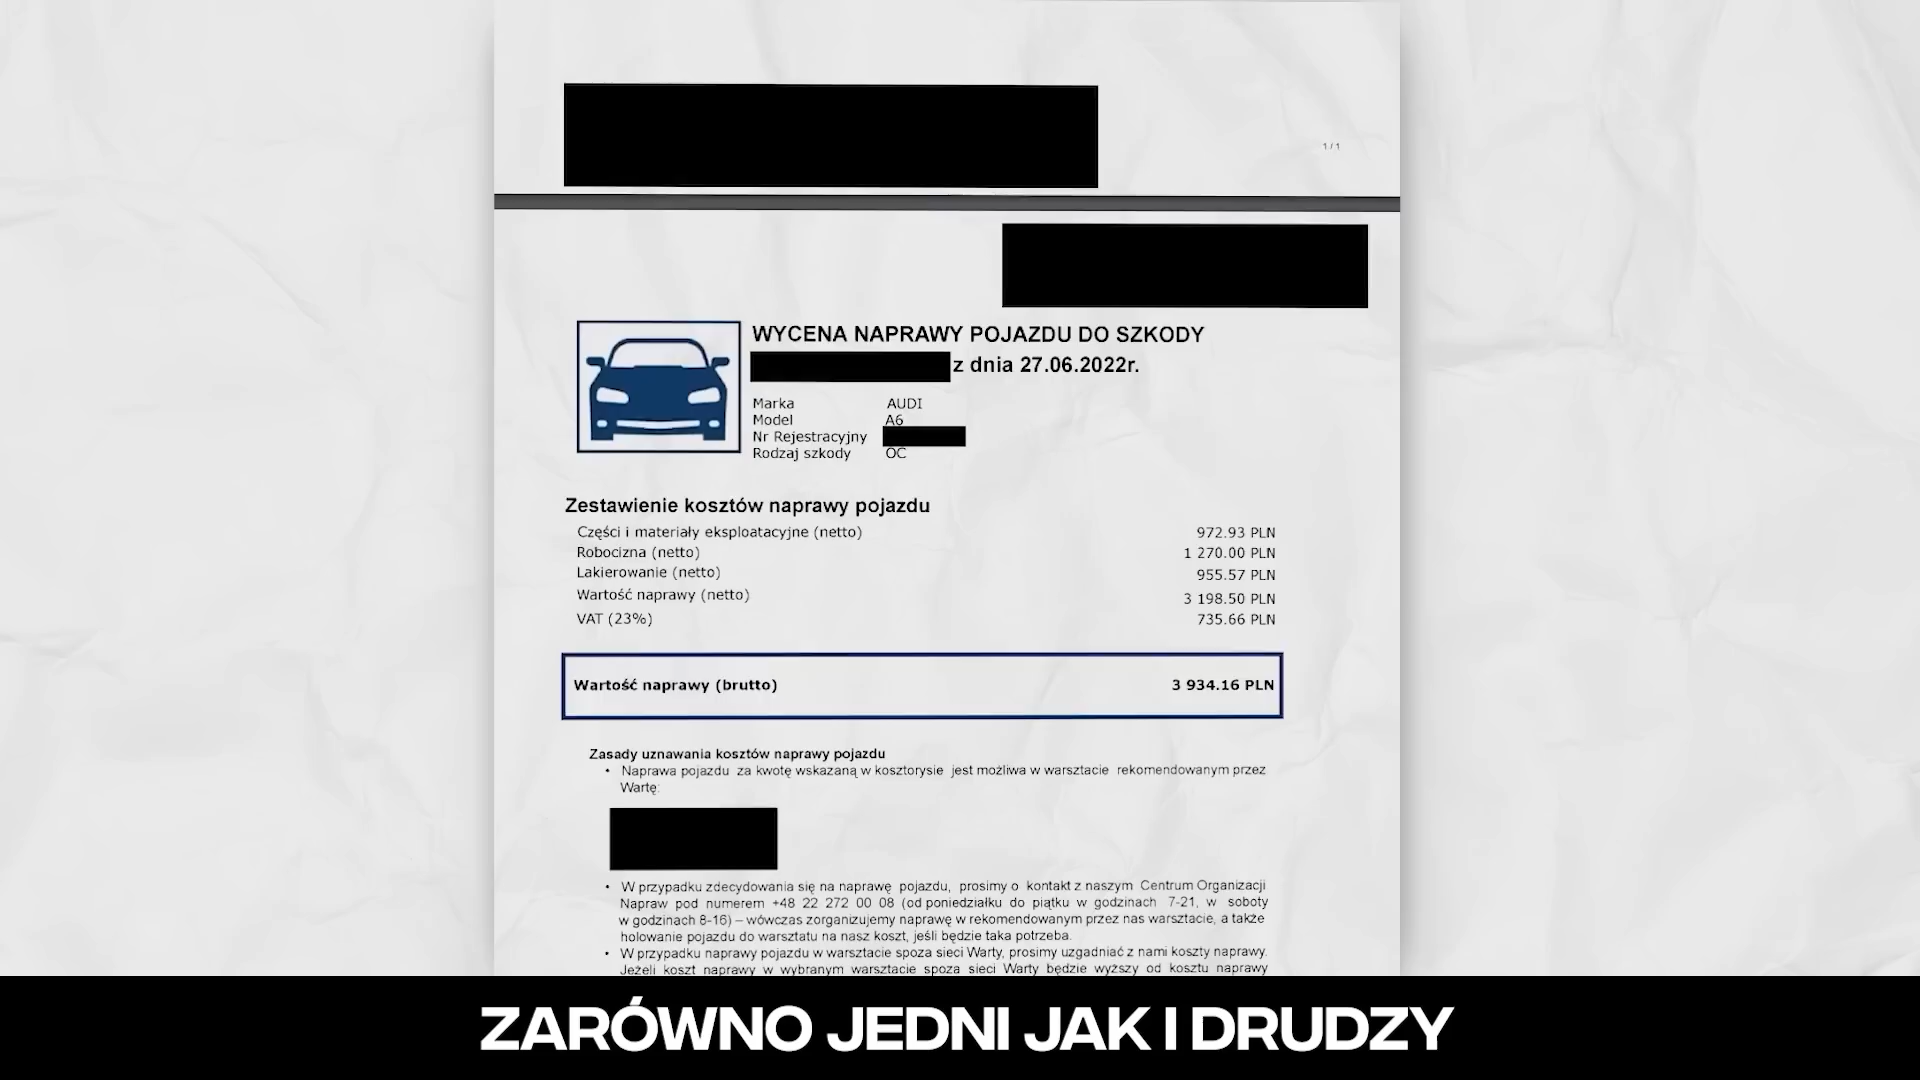 1 / 1
WYCENA NAPRAWY POJAZDU DO SZKODY
z dnia 27.06.2022r.
Marka AUDI
Model A6
Nr Rejestracyjny
Rodzaj szkody OC
Zestawienie kosztów naprawy pojazdu
Części i materiały eksploatacyjne (netto) 972.93 PLN
Robocizna (netto) 1 270.00 PLN
Lakierowanie (netto) 955.57 PLN
Wartość naprawy (netto) 3 198.50 PLN
VAT (23%) 735.66 PLN
Wartość naprawy (brutto) 3 934.16 PLN
Zasady uznawania kosztów naprawy pojazdu
• Naprawa pojazdu za kwotę wskazaną w kosztorysie jest możliwa w warsztacie rekomendowanym przez
Wartę:
• W przypadku zdecydowania się na naprawę pojazdu, prosimy o kontakt z naszym Centrum Organizacji
Napraw pod numerem +48 22 272 00 08 (od poniedziałku do piątku w godzinach 7-21, w soboty
w godzinach 8-16) – wówczas zorganizujemy naprawę w rekomendowanym przez nas warsztacie, a także
holowanie pojazdu do warsztatu na nasz koszt, jeśli będzie taka potrzeba.
• W przypadku naprawy pojazdu w warsztacie spoza sieci Warty, prosimy uzgadniać z nami koszty naprawy.
Jeżeli koszt naprawy w wybranym warsztacie spoza sieci Warty będzie wyższy od kosztu naprawy
ZARÓWNO JEDNI JAK I DRUDZY